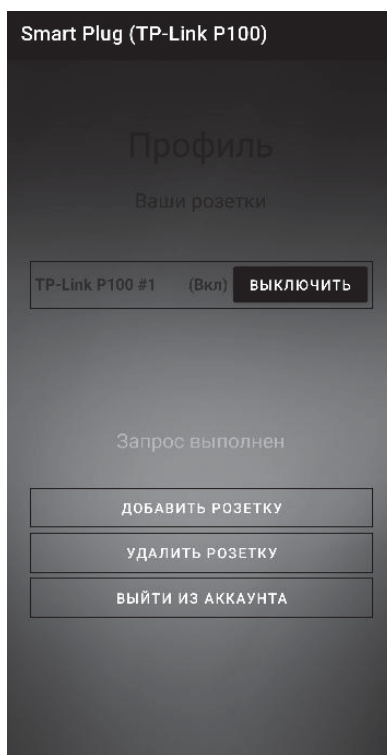 Smart Plug (TP-Link P100)
Профиль
Ваши розетки
TP-Link P100 #1 (Вкл) ВЫКЛЮЧИТЬ
Запрос выполнен
ДОБАВИТЬ РОЗЕТКУ
УДАЛИТЬ РОЗЕТКУ
ВЫЙТИ ИЗ АККАУНТА